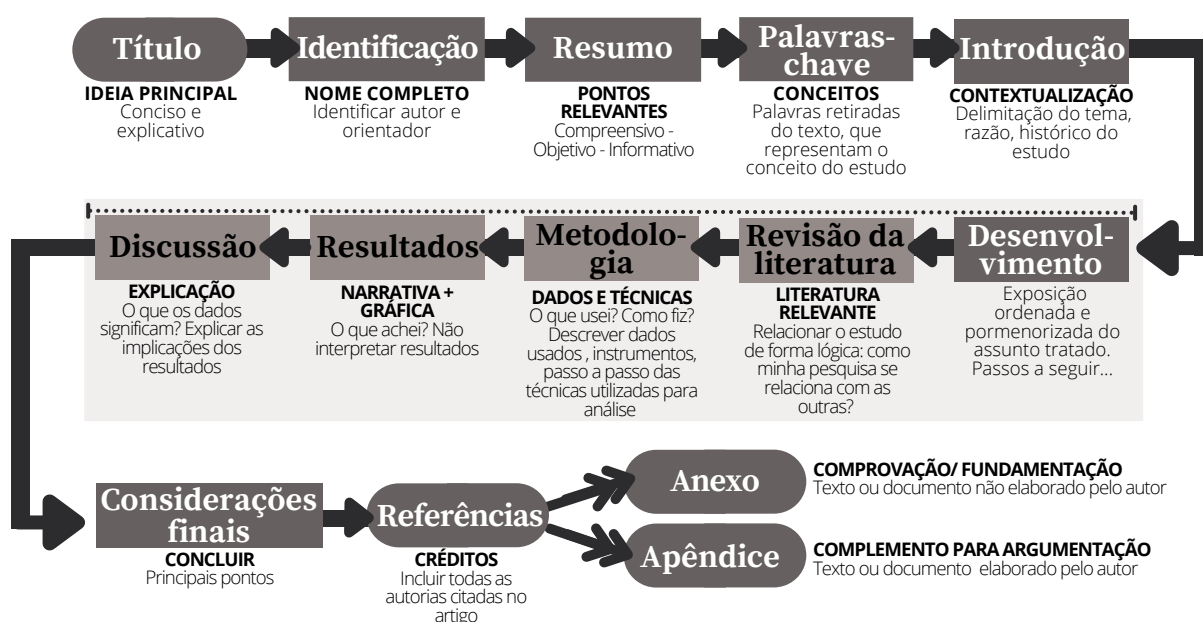 Título
IDEIA PRINCIPAL
Conciso e
explicativo
Identificação
NOME COMPLETO
Identificar autor e
orientador
Resumo
PONTOS
RELEVANTES
Compreensivo -
Objetivo - Informativo
Palavras-
chave
CONCEITOS
Palavras retiradas
do texto, que
representam o
conceito do estudo
Introdução
CONTEXTUALIZAÇÃO
Delimitação do tema,
razão, histórico do
estudo
Desenvol-
vimento
Exposição
ordenada e
pormenorizada do
assunto tratado.
Passos a seguir...
Revisão da
literatura
LITERATURA
RELEVANTE
Relacionar o estudo
de forma lógica: como
minha pesquisa se
relaciona com as
outras?
Metodolo-
gia
DADOS E TÉCNICAS
O que usei? Como fiz?
Descrever dados
usados , instrumentos,
passo a passo das
técnicas utilizadas para
análise
Resultados
NARRATIVA +
GRÁFICA
O que achei? Não
interpretar resultados
Discussão
EXPLICAÇÃO
O que os dados
significam? Explicar as
implicações dos
resultados
Considerações
finais
CONCLUIR
Principais pontos
Referências
CRÉDITOS
Incluir todas as
autorias citadas no
artigo
Anexo
COMPROVAÇÃO/ FUNDAMENTAÇÃO
Texto ou documento não elaborado pelo autor
Apêndice
COMPLEMENTO PARA ARGUMENTAÇÃO
Texto ou documento elaborado pelo autor